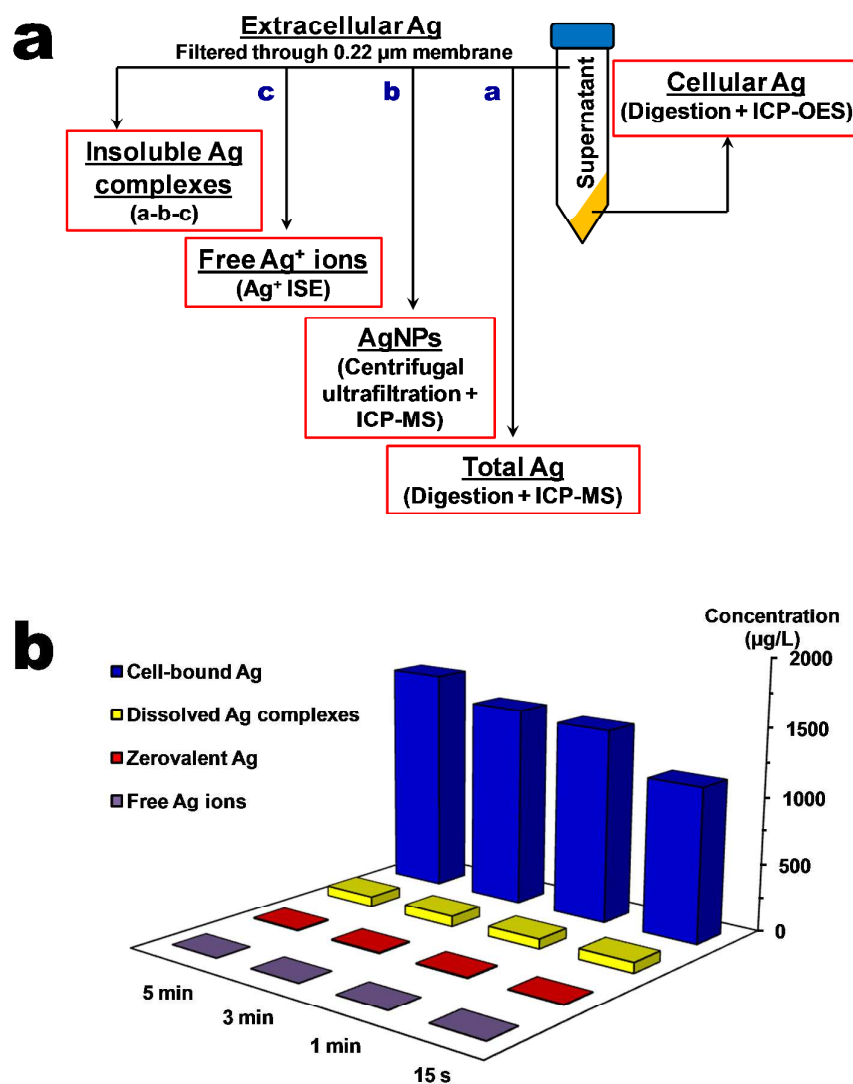 a
Extracellular Ag
Filtered through 0.22 µm membrane
c
b
a
Supernatant
Cellular Ag
(Digestion + ICP-OES)
Insoluble Ag
complexes
(a-b-c)
Free Ag⁺ ions
(Ag⁺ ISE)
AgNPs
(Centrifugal
ultrafiltration +
ICP-MS)
Total Ag
(Digestion + ICP-MS)
b
Concentration
(µg/L)
Cell-bound Ag
Dissolved Ag complexes
Zerovalent Ag
Free Ag ions
2000
1500
1000
500
0
5 min
3 min
1 min
15 s